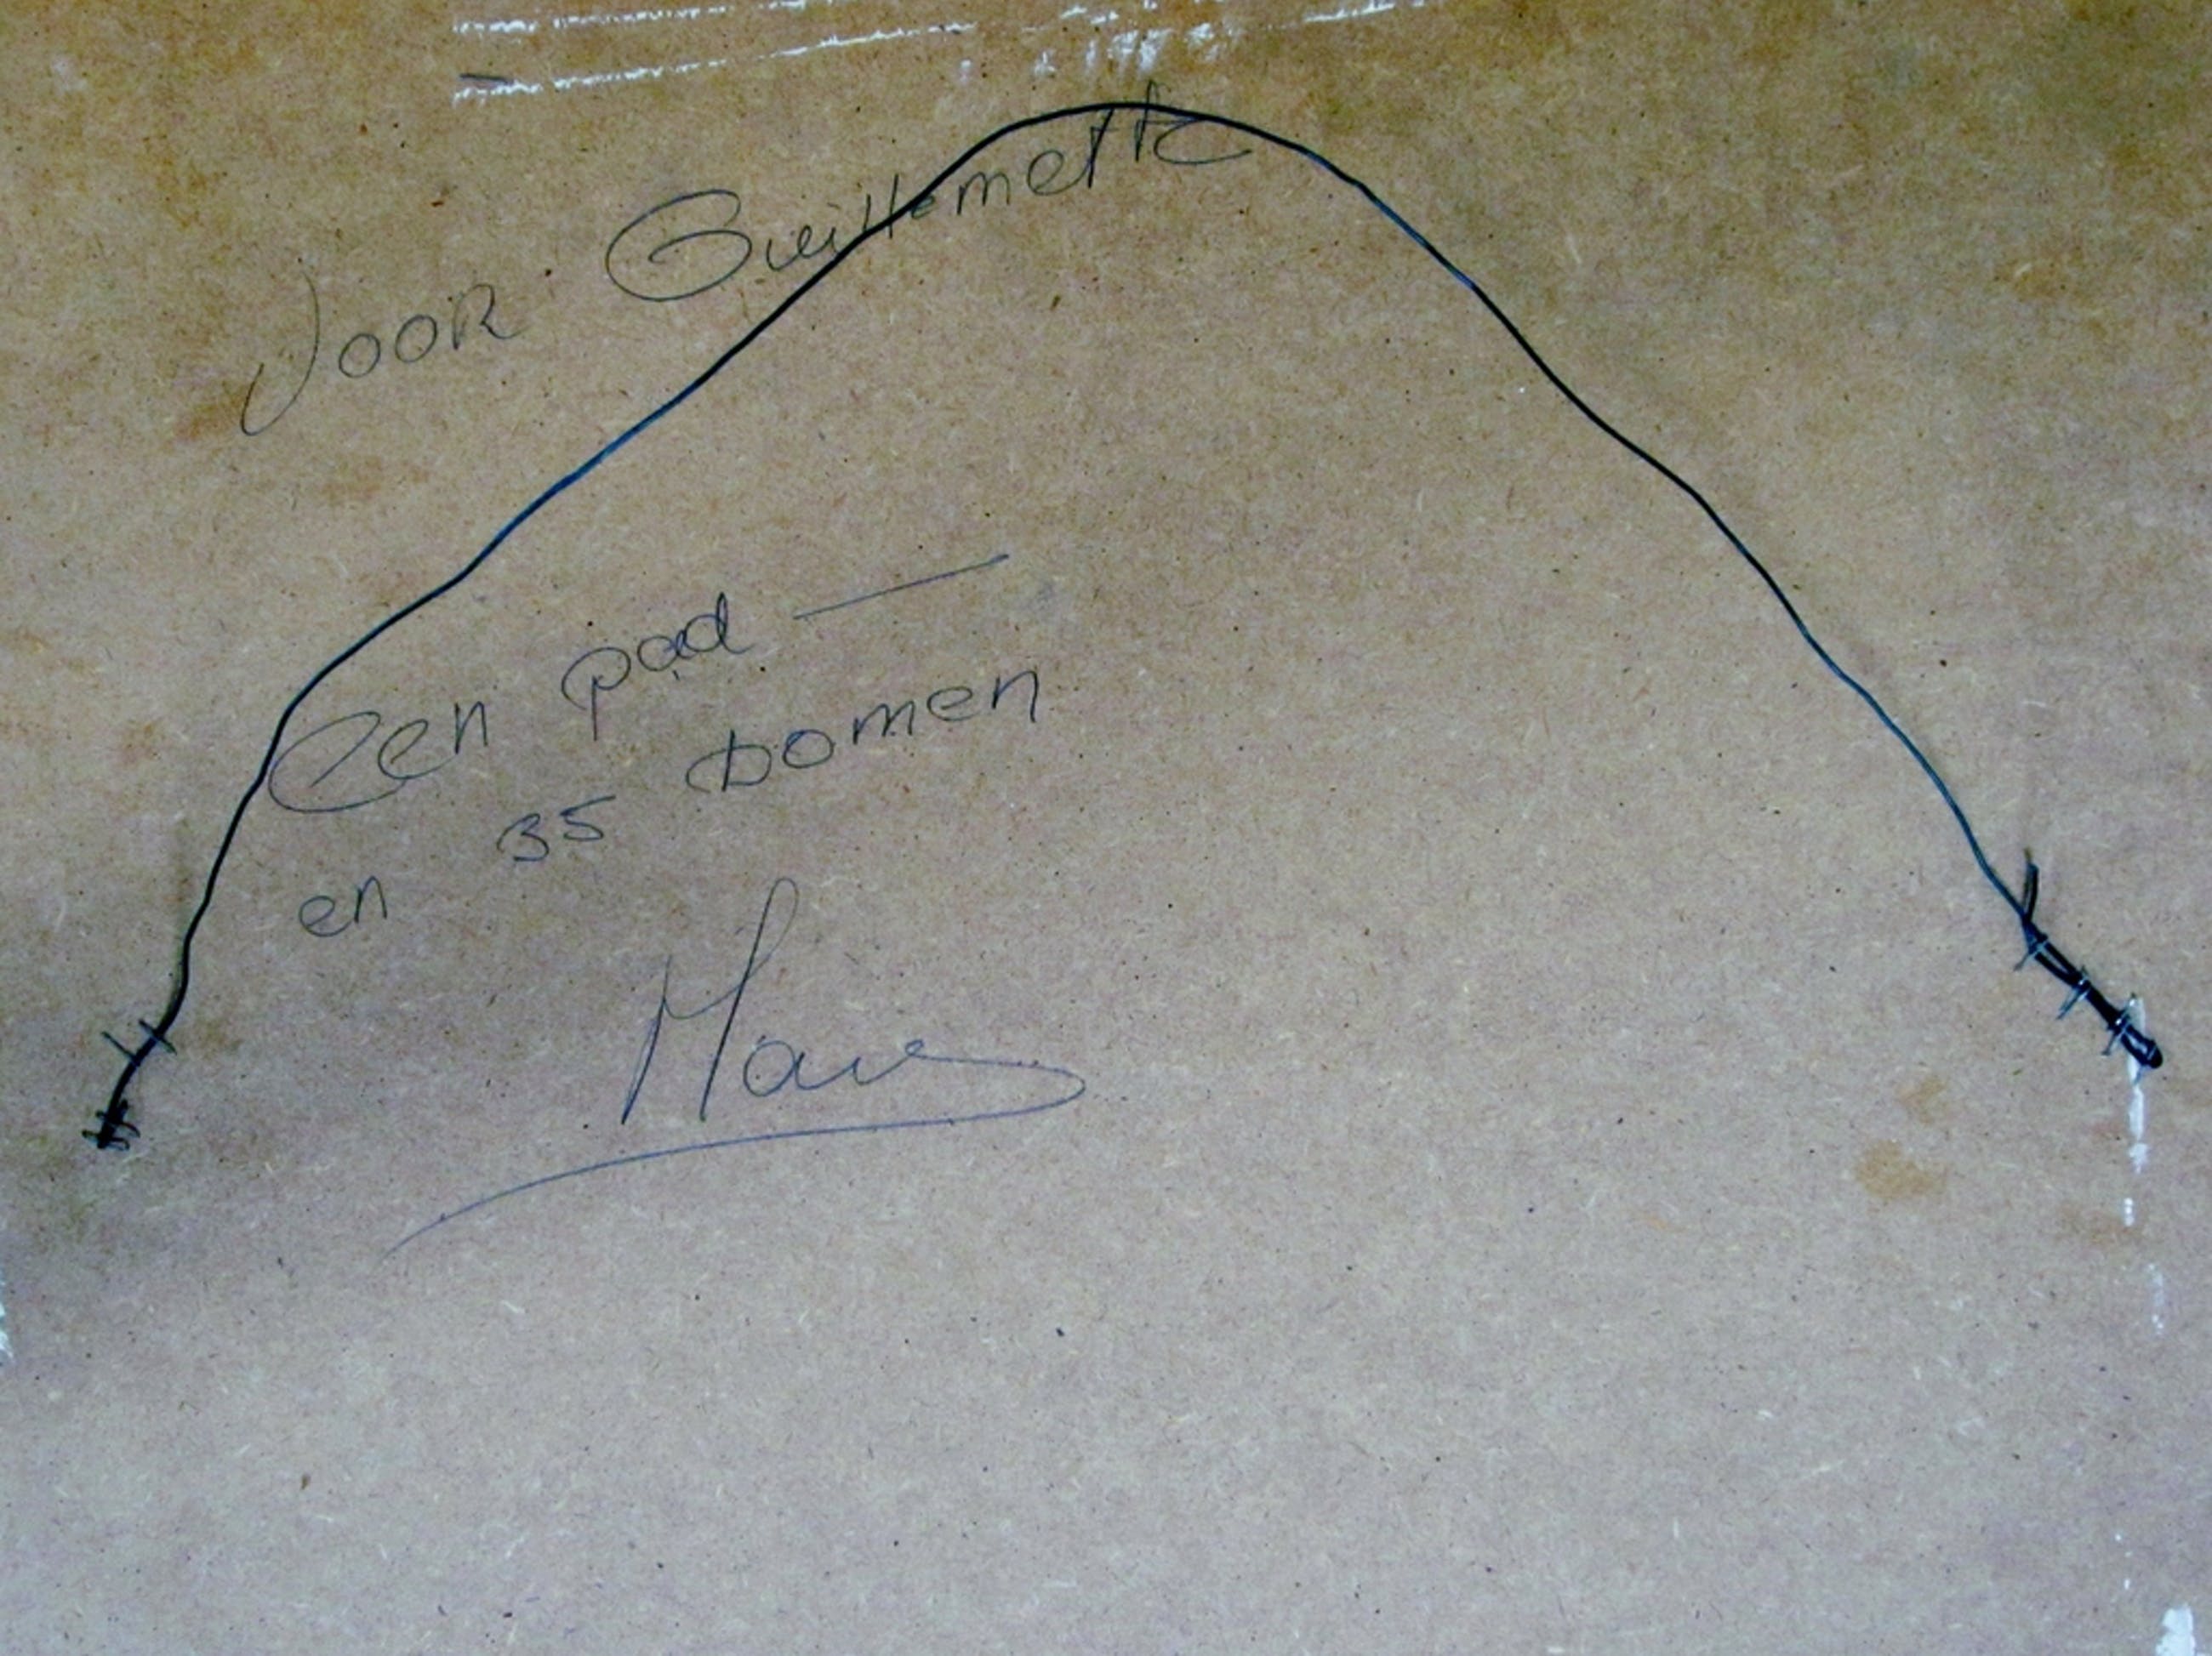 Voor Guillemette
Een pad —
en 35 bomen